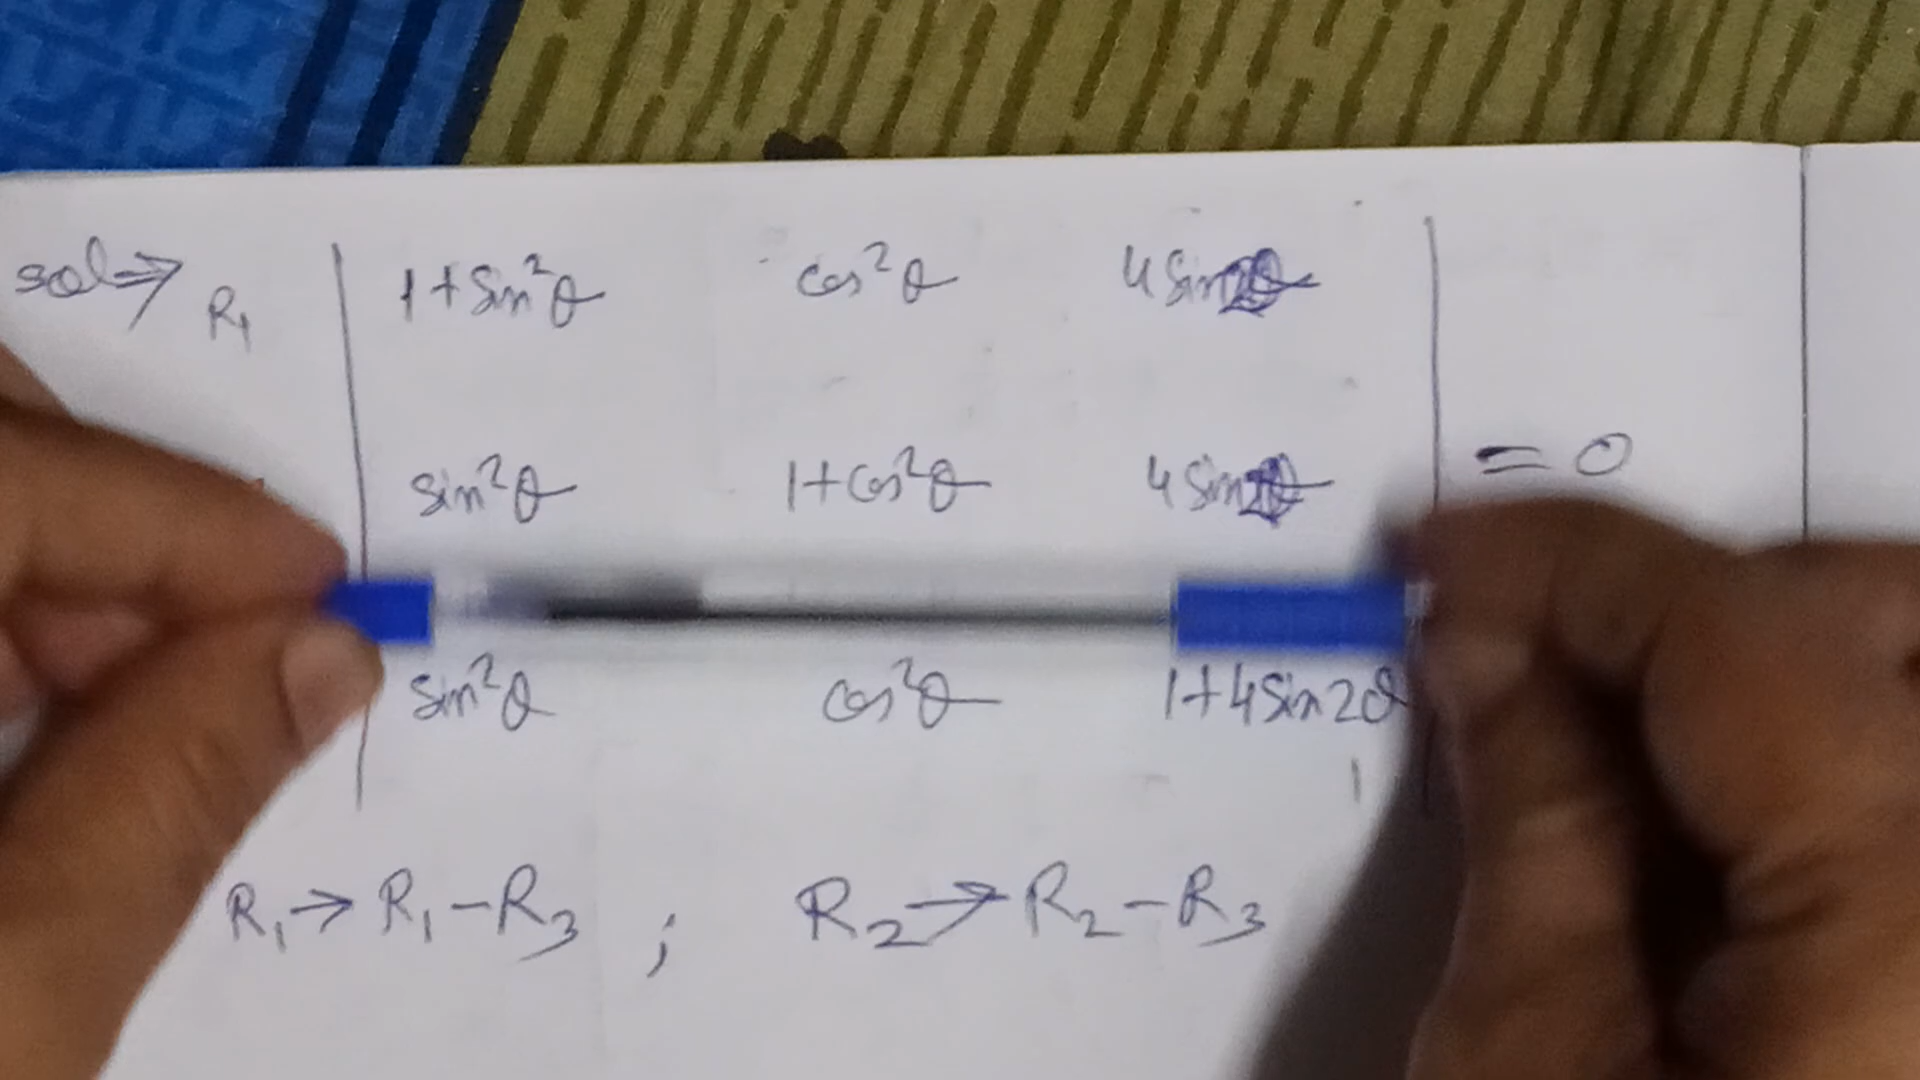 sol⇒ R₁ | 1+sin²θ cos²θ 4sin2θ |
| sin²θ 1+cos²θ 4sin2θ | = 0
| sin²θ cos²θ 1+4sin2θ |
R₁→R₁-R₃ ; R₂→R₂-R₃